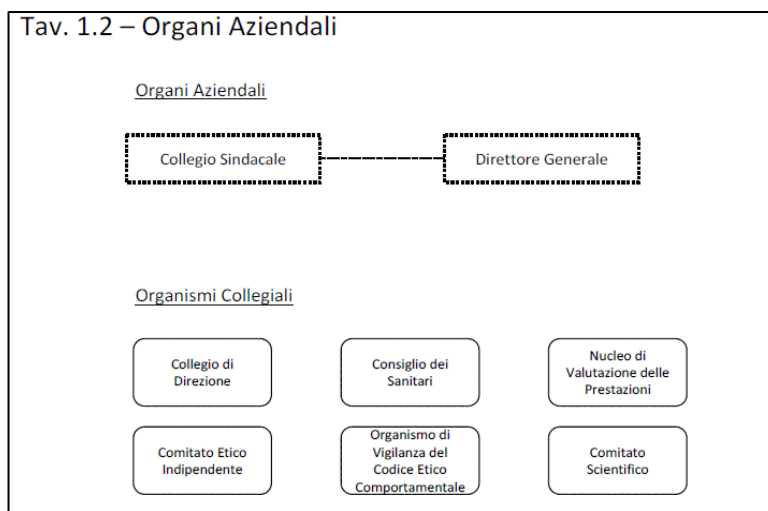 Tav. 1.2 – Organi Aziendali
Organi Aziendali
Collegio Sindacale
Direttore Generale
Organismi Collegiali
Collegio di
Direzione
Consiglio dei
Sanitari
Nucleo di
Valutazione delle
Prestazioni
Comitato Etico
Indipendente
Organismo di
Vigilanza del
Codice Etico
Comportamentale
Comitato
Scientifico